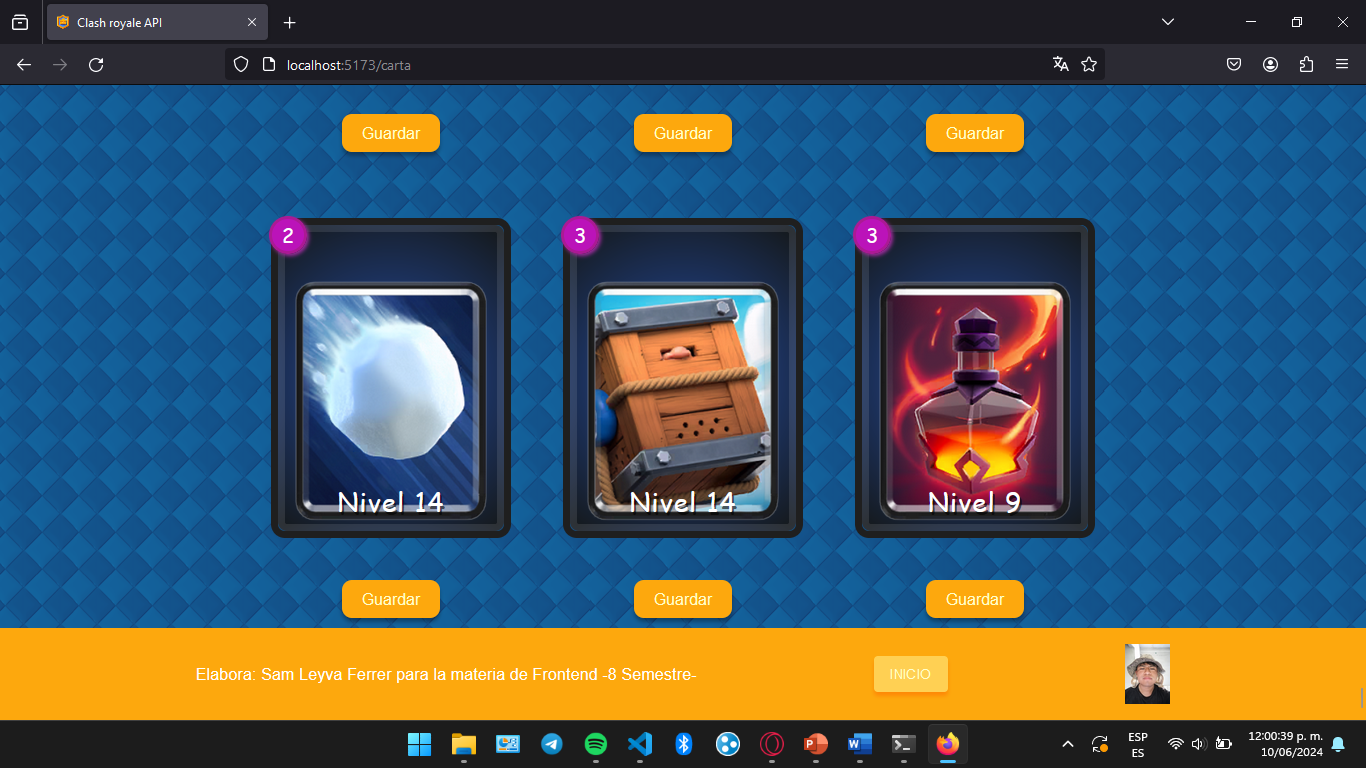 Clash royale API
localhost:5173/carta
Guardar Guardar Guardar
2 3 3
Nivel 14 Nivel 14 Nivel 9
Guardar Guardar Guardar
Elabora: Sam Leyva Ferrer para la materia de Frontend -8 Semestre- INICIO
ESP 12:00:39 p. m.
ES 10/06/2024